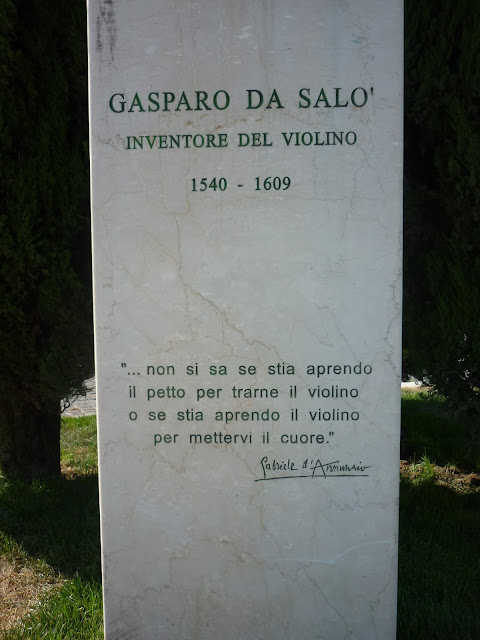 GASPARO DA SALO'
INVENTORE DEL VIOLINO
1540 - 1609
"... non si sa se stia aprendo
il petto per trarne il violino
o se stia aprendo il violino
per mettervi il cuore."
Gabriele d'Annunzio